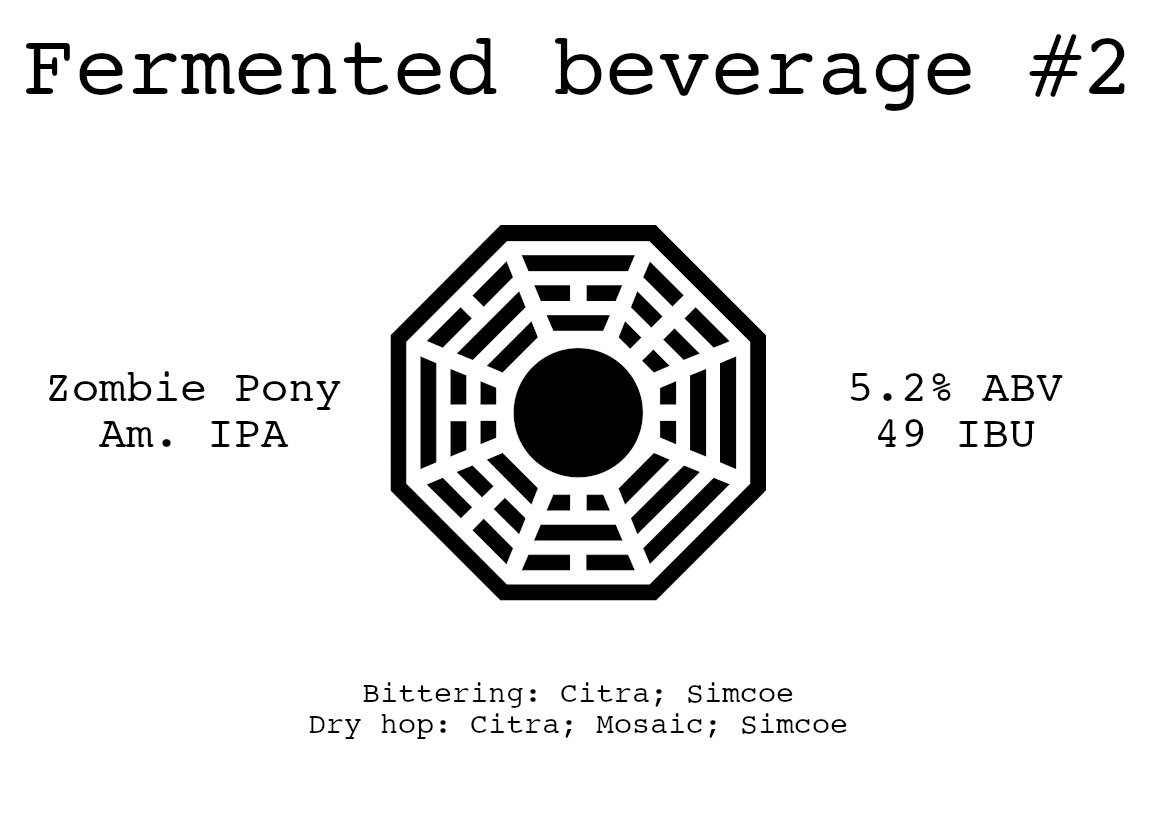 Fermented beverage #2
Zombie Pony
Am. IPA
5.2% ABV
49 IBU
Bittering: Citra; Simcoe
Dry hop: Citra; Mosaic; Simcoe